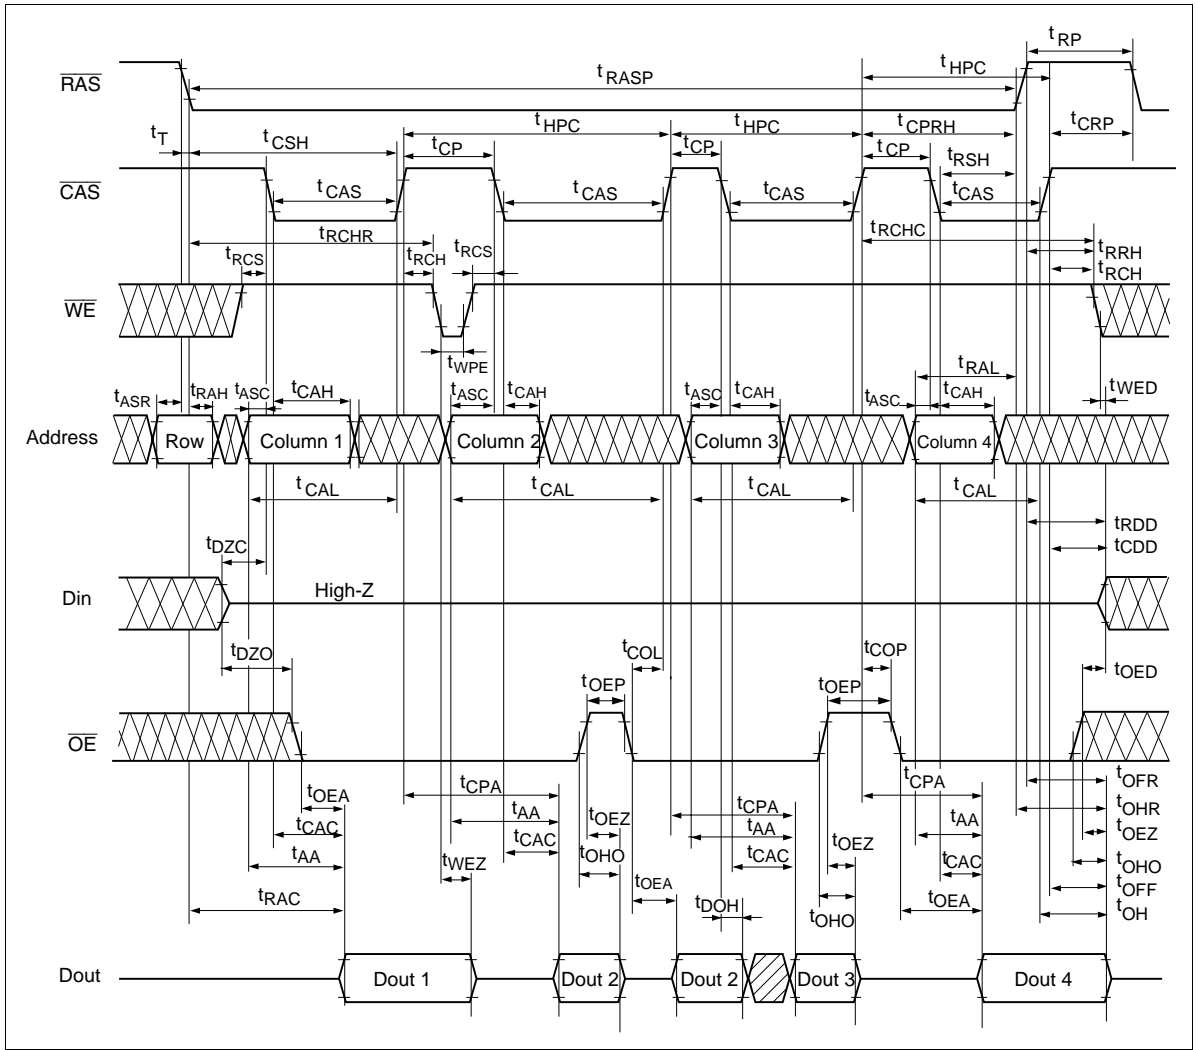 tRP
tRASP tHPC
RAS
tT tCSH tHPC tHPC tCPRH tCRP
tCP tCP tCP tRSH
CAS tCAS tCAS tCAS tCAS
tRCHR tRCHC
tRCS tRCH tRCS tRRH
tRCH
WE
tWPE
tRAL
tASR tRAH tASC tCAH tASC tCAH tASC tCAH tASC tCAH tWED
Address Row Column 1 Column 2 Column 3 Column 4
tCAL tCAL tCAL tCAL
tRDD
tDZC tCDD
Din High-Z
tDZO tCOL tCOP tOED
tOEP tOEP
OE
tOEA tCPA tCPA tCPA tOFR
tCAC tAA tOEZ tAA tOEZ tAA tOHR
tAA tCAC tOHO tCAC tCAC tOEZ
tWEZ tOHO
tRAC tOEA tDOH tOHO tOEA tOFF
tOH
Dout Dout 1 Dout 2 Dout 2 Dout 3 Dout 4